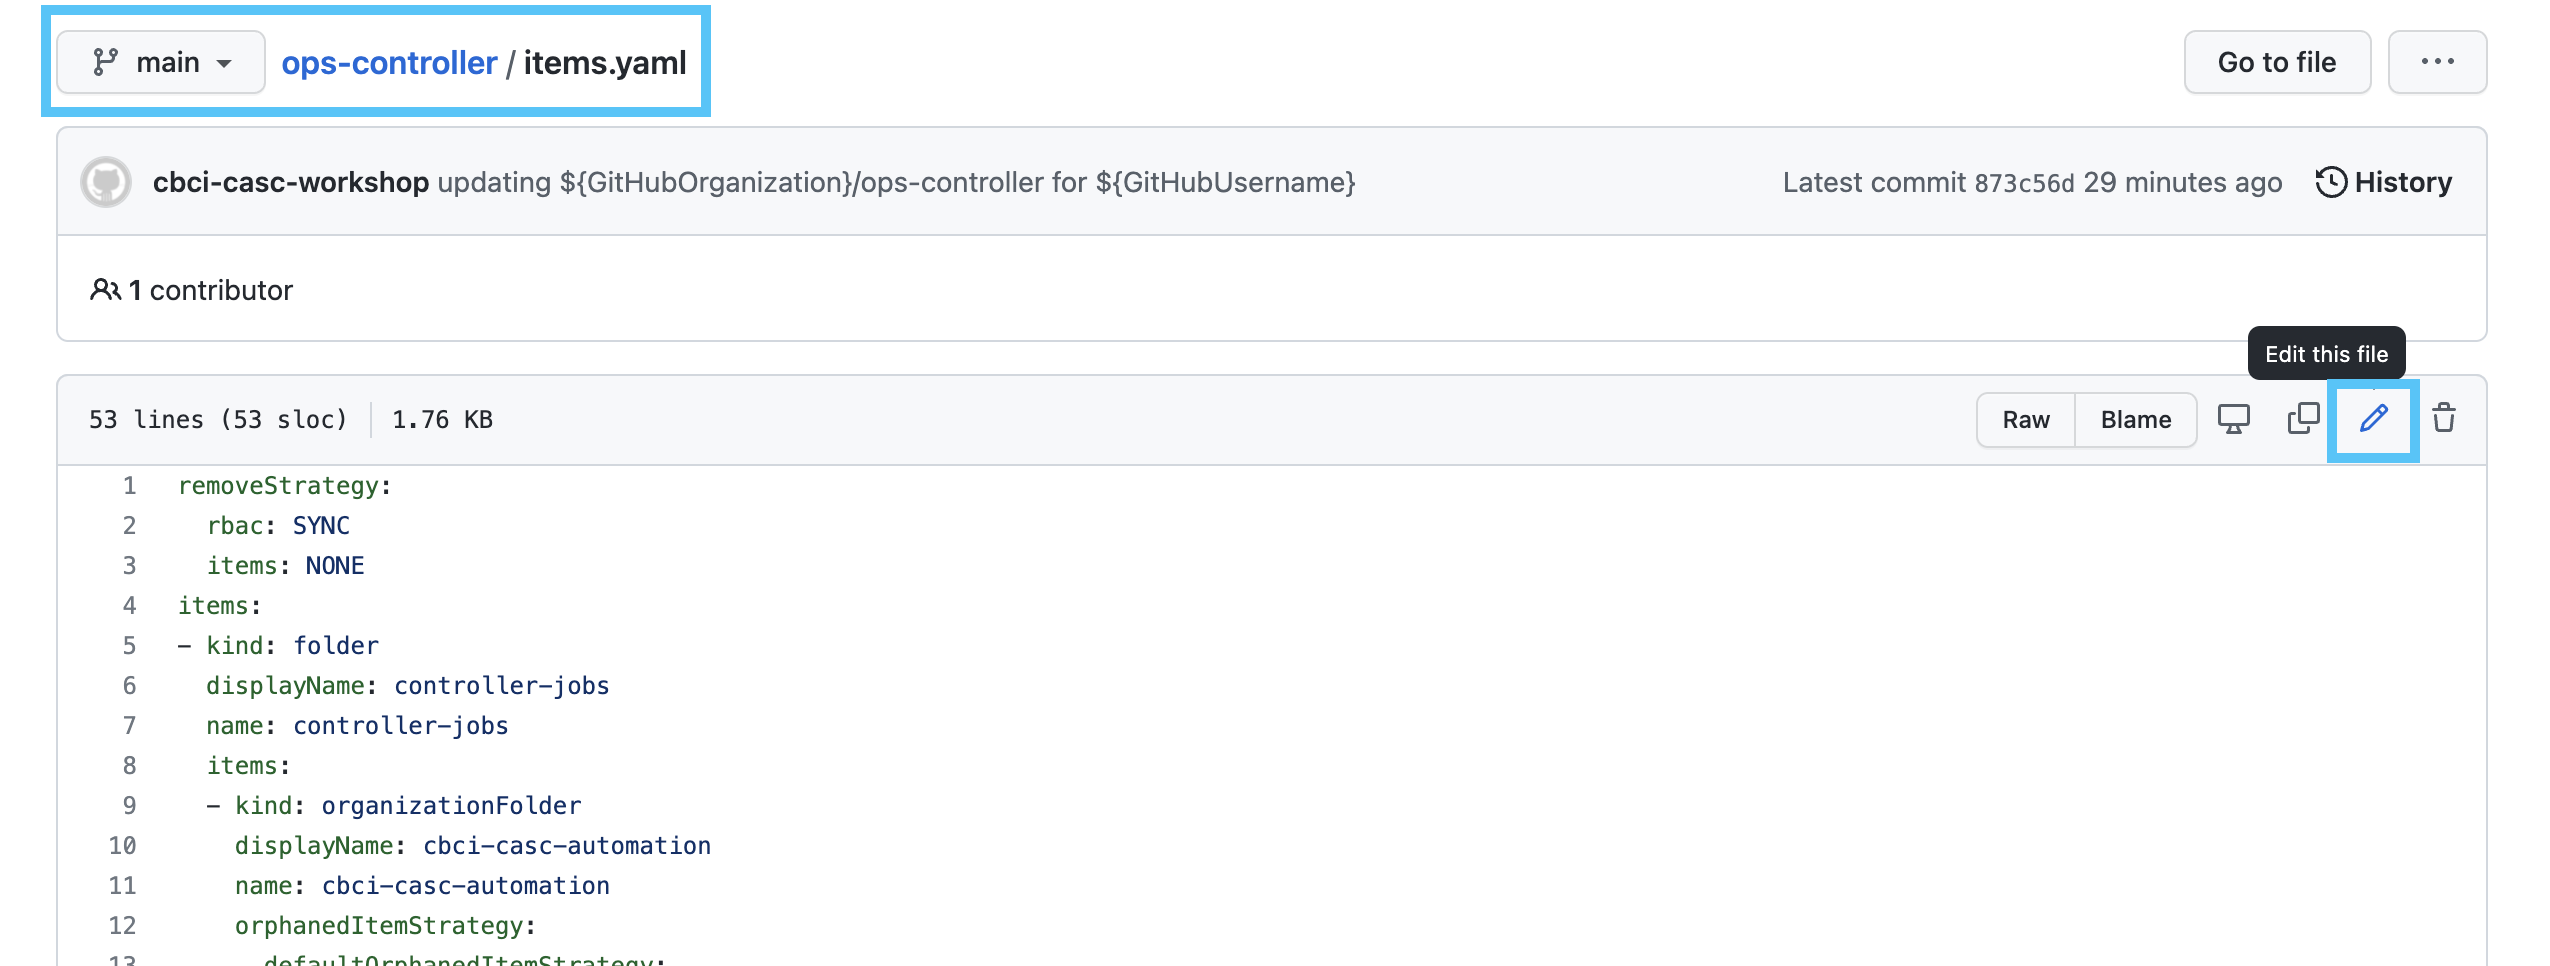 main ops-controller / items.yaml Go to file ...
cbci-casc-workshop updating ${GitHubOrganization}/ops-controller for ${GitHubUsername} Latest commit 873c56d 29 minutes ago History
1 contributor
Edit this file
53 lines (53 sloc) 1.76 KB Raw Blame
1 removeStrategy:
2 rbac: SYNC
3 items: NONE
4 items:
5 - kind: folder
6 displayName: controller-jobs
7 name: controller-jobs
8 items:
9 - kind: organizationFolder
10 displayName: cbci-casc-automation
11 name: cbci-casc-automation
12 orphanedItemStrategy:
13 defaultOrphanedItemStrategy: